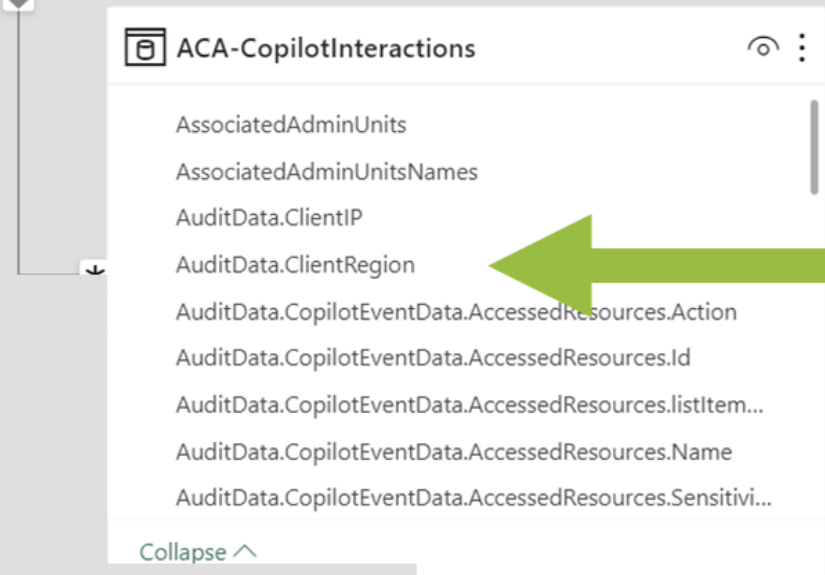 ACA-CopilotInteractions
AssociatedAdminUnits
AssociatedAdminUnitsNames
AuditData.ClientIP
AuditData.ClientRegion
AuditData.CopilotEventData.AccessedResources.Action
AuditData.CopilotEventData.AccessedResources.Id
AuditData.CopilotEventData.AccessedResources.listItem...
AuditData.CopilotEventData.AccessedResources.Name
AuditData.CopilotEventData.AccessedResources.Sensitivi...
Collapse